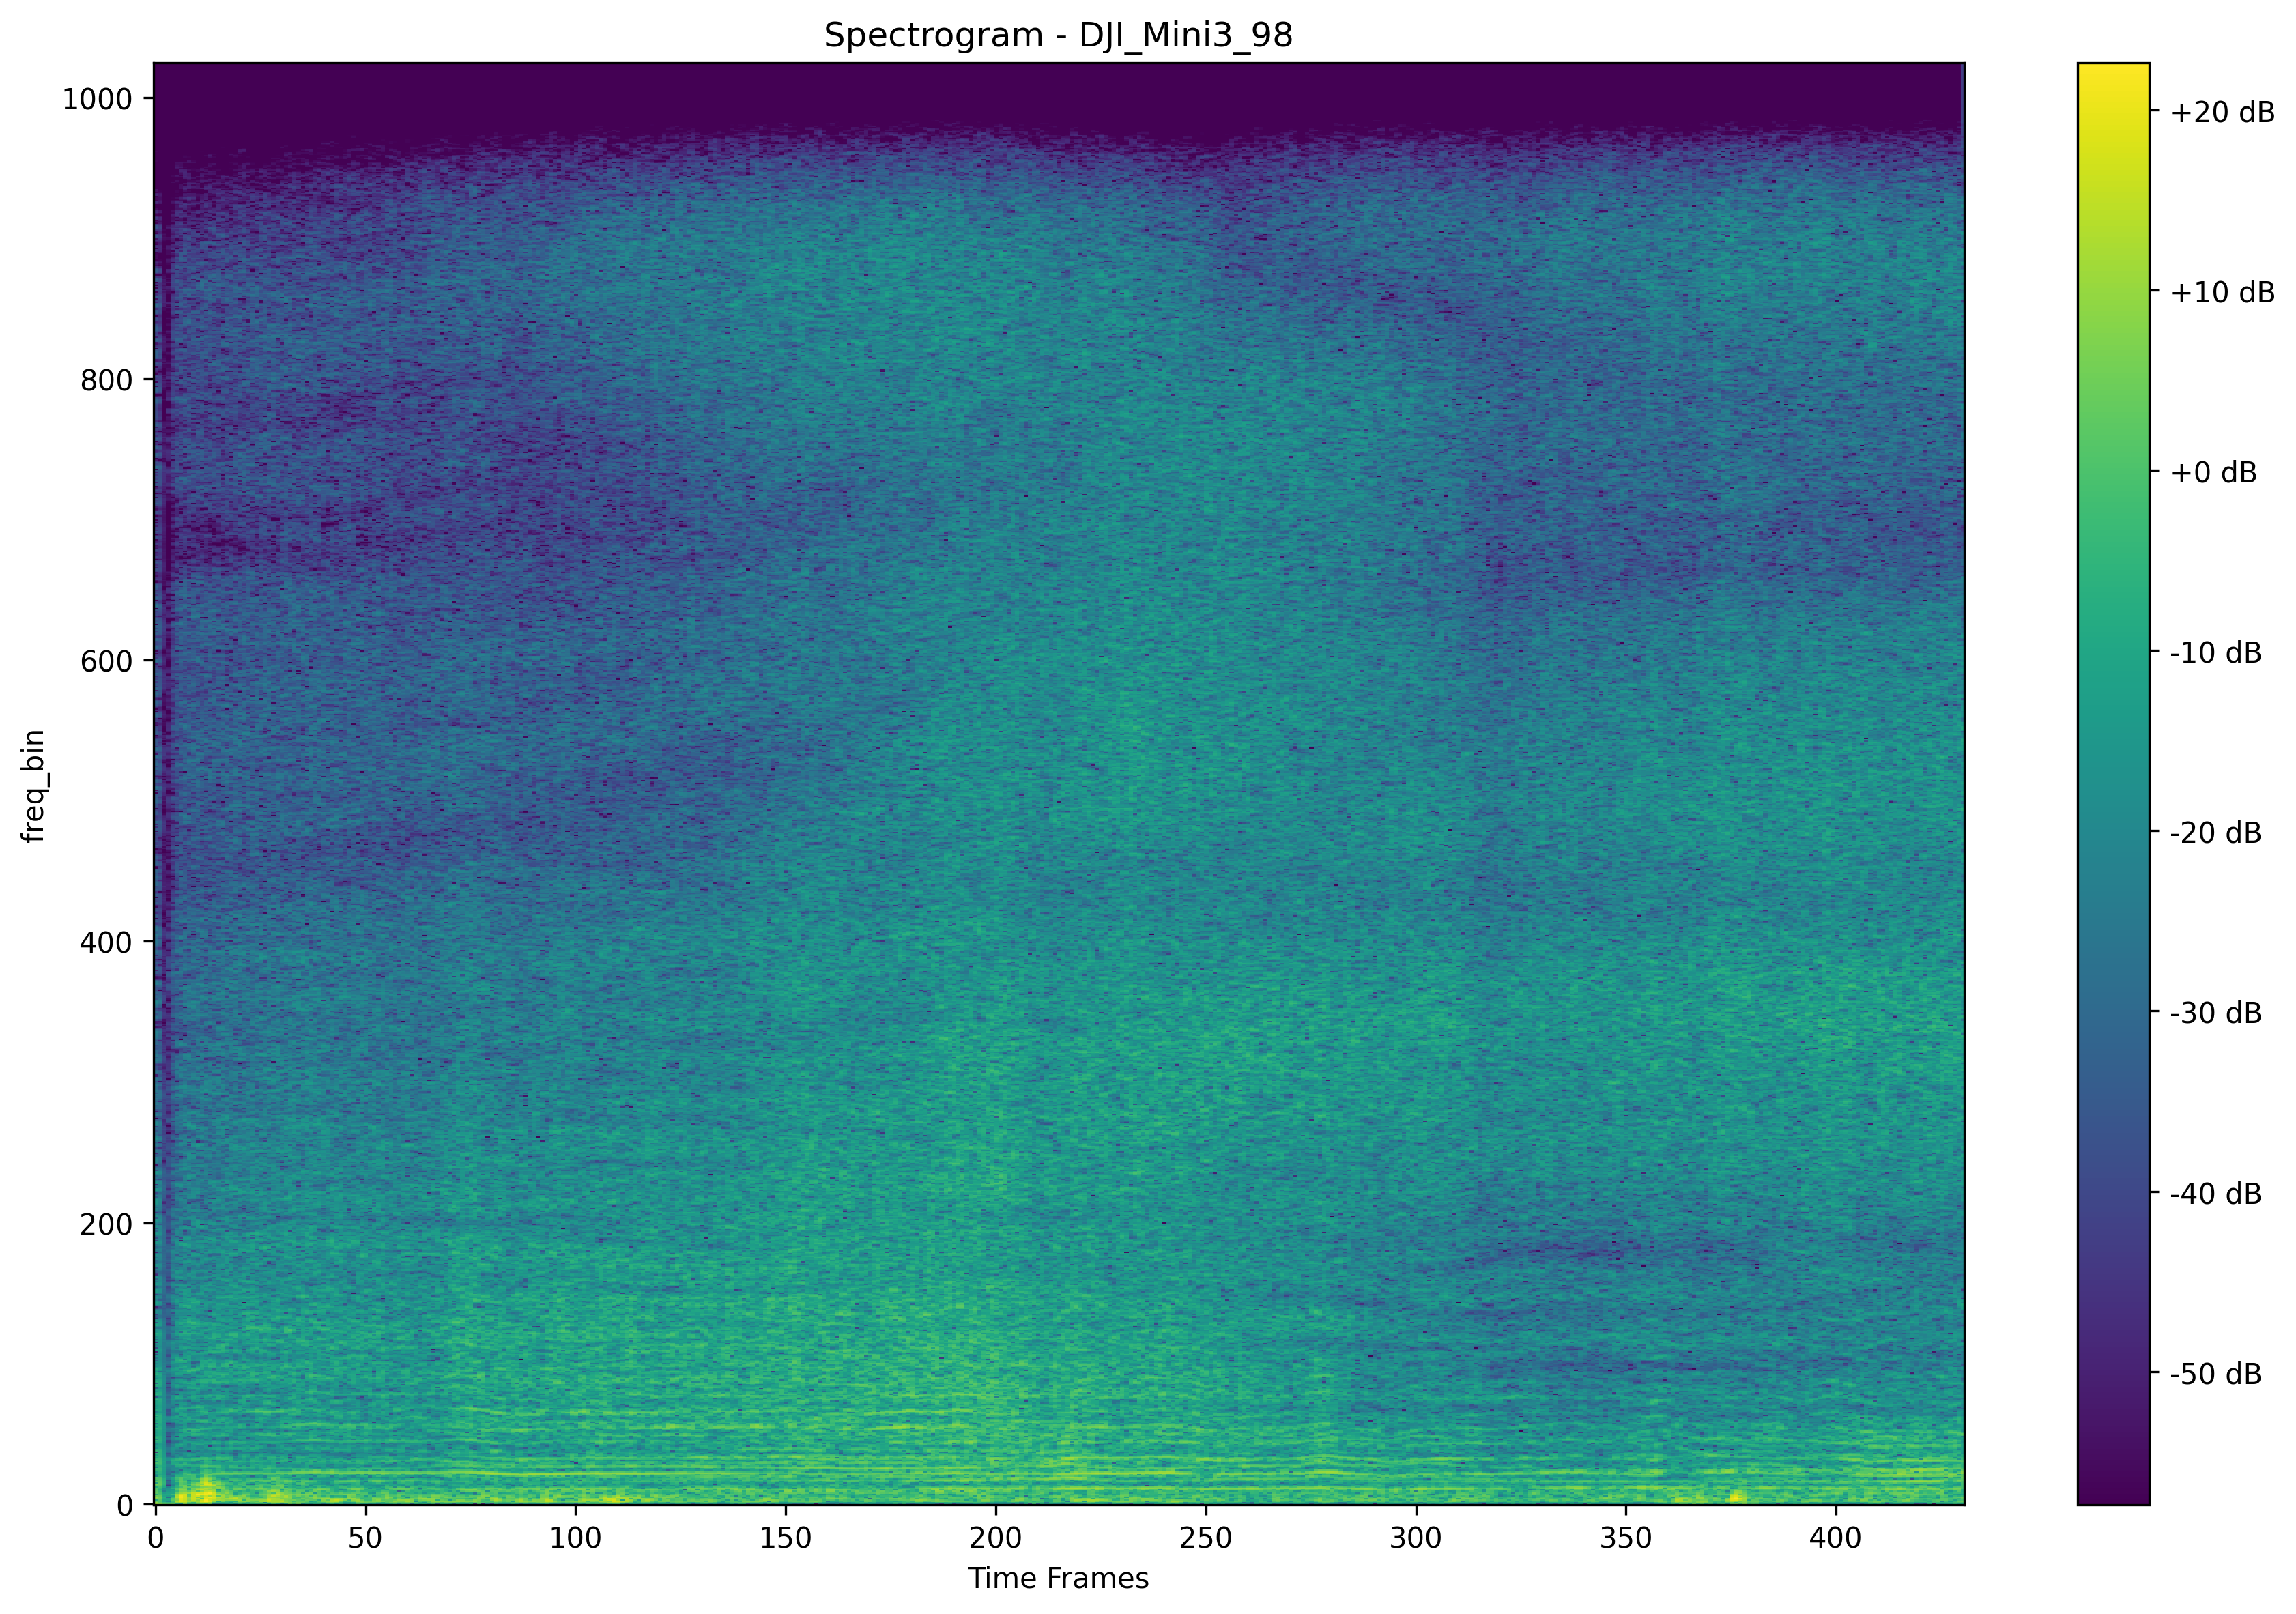 Spectrogram - DJI_Mini3_98
1000
800
600
400
200
0
freq_bin
0 50 100 150 200 250 300 350 400
Time Frames
+20 dB
+10 dB
+0 dB
-10 dB
-20 dB
-30 dB
-40 dB
-50 dB